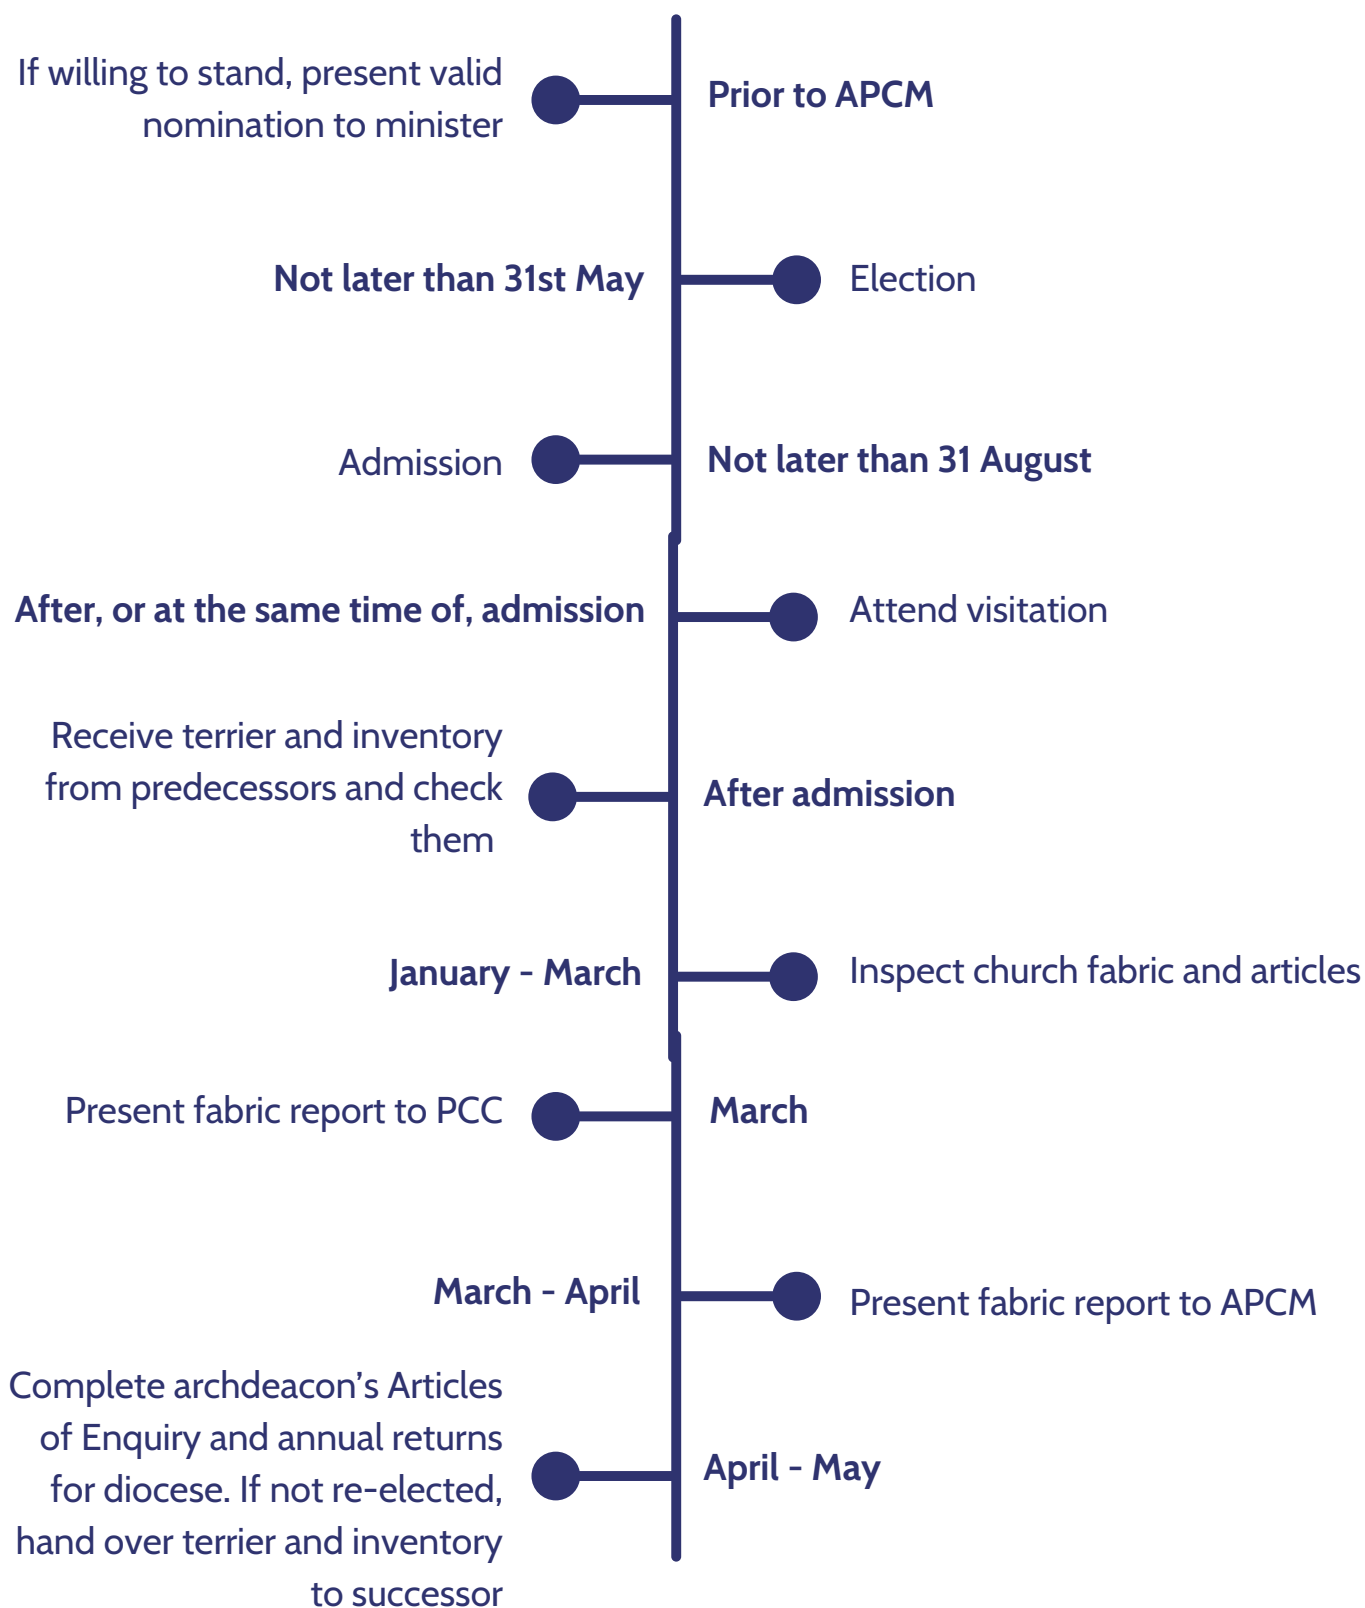 If willing to stand, present valid
nomination to minister
Prior to APCM
Not later than 31st May
Election
Admission
Not later than 31 August
After, or at the same time of, admission
Attend visitation
Receive terrier and inventory
from predecessors and check
them
After admission
January - March
Inspect church fabric and articles
Present fabric report to PCC
March
March - April
Present fabric report to APCM
Complete archdeacon’s Articles
of Enquiry and annual returns
for diocese. If not re-elected,
hand over terrier and inventory
to successor
April - May